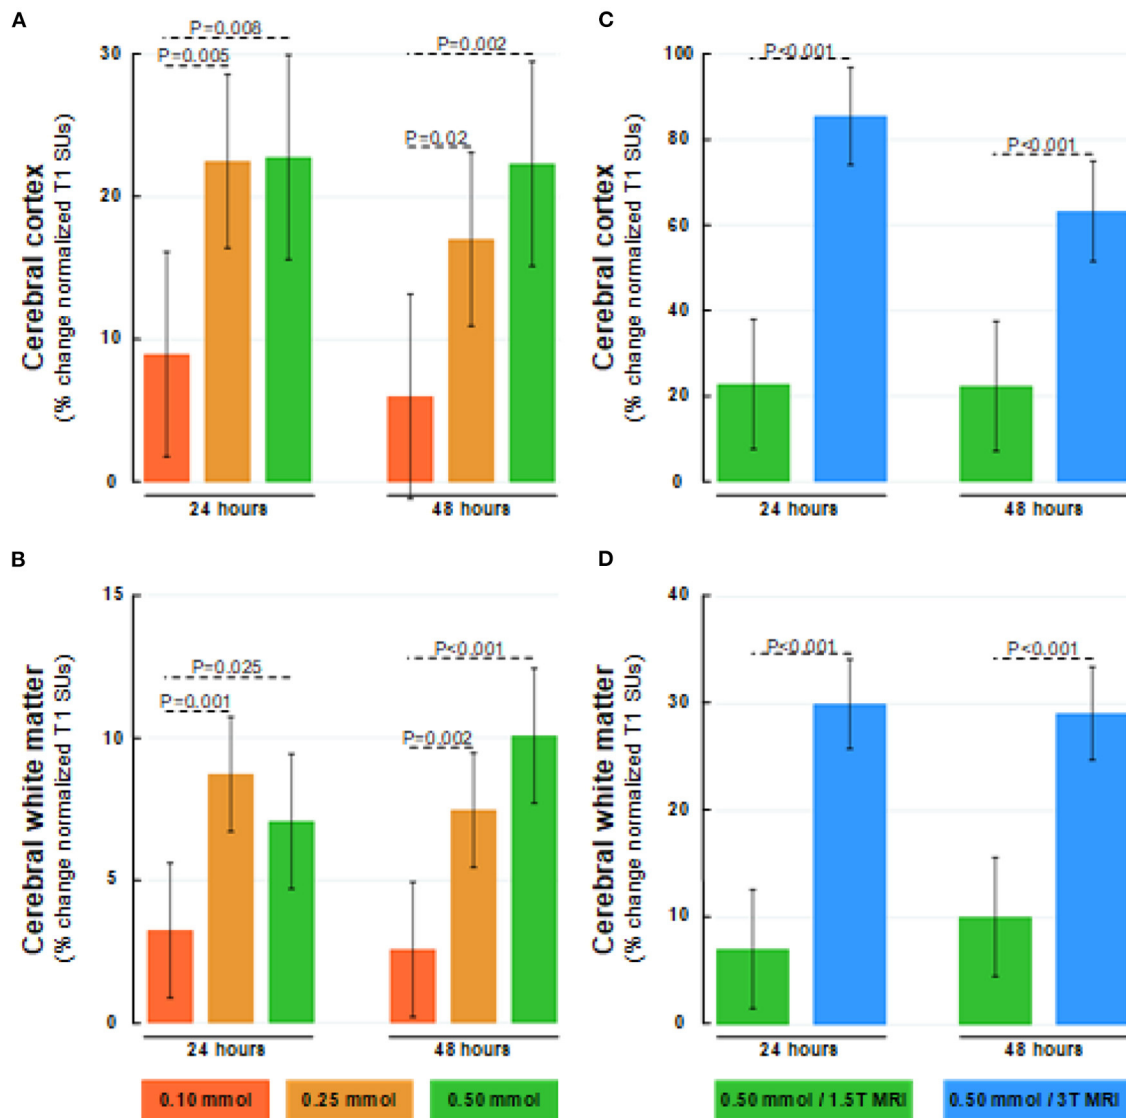 A
P=0.008
P=0.005
P=0.002
P=0.02
30
20
10
0
Cerebral cortex
(% change normalized T1 SUs)
24 hours
48 hours
C
P<0.001
P<0.001
100
80
60
40
20
0
Cerebral cortex
(% change normalized T1 SUs)
24 hours
48 hours
B
P<0.001
P=0.025
P=0.001
P=0.002
15
10
5
0
Cerebral white matter
(% change normalized T1 SUs)
24 hours
48 hours
D
P<0.001
P<0.001
40
30
20
10
0
Cerebral white matter
(% change normalized T1 SUs)
24 hours
48 hours
0.10 mmol
0.25 mmol
0.50 mmol
0.50 mmol / 1.5T MRI
0.50 mmol / 3T MRI